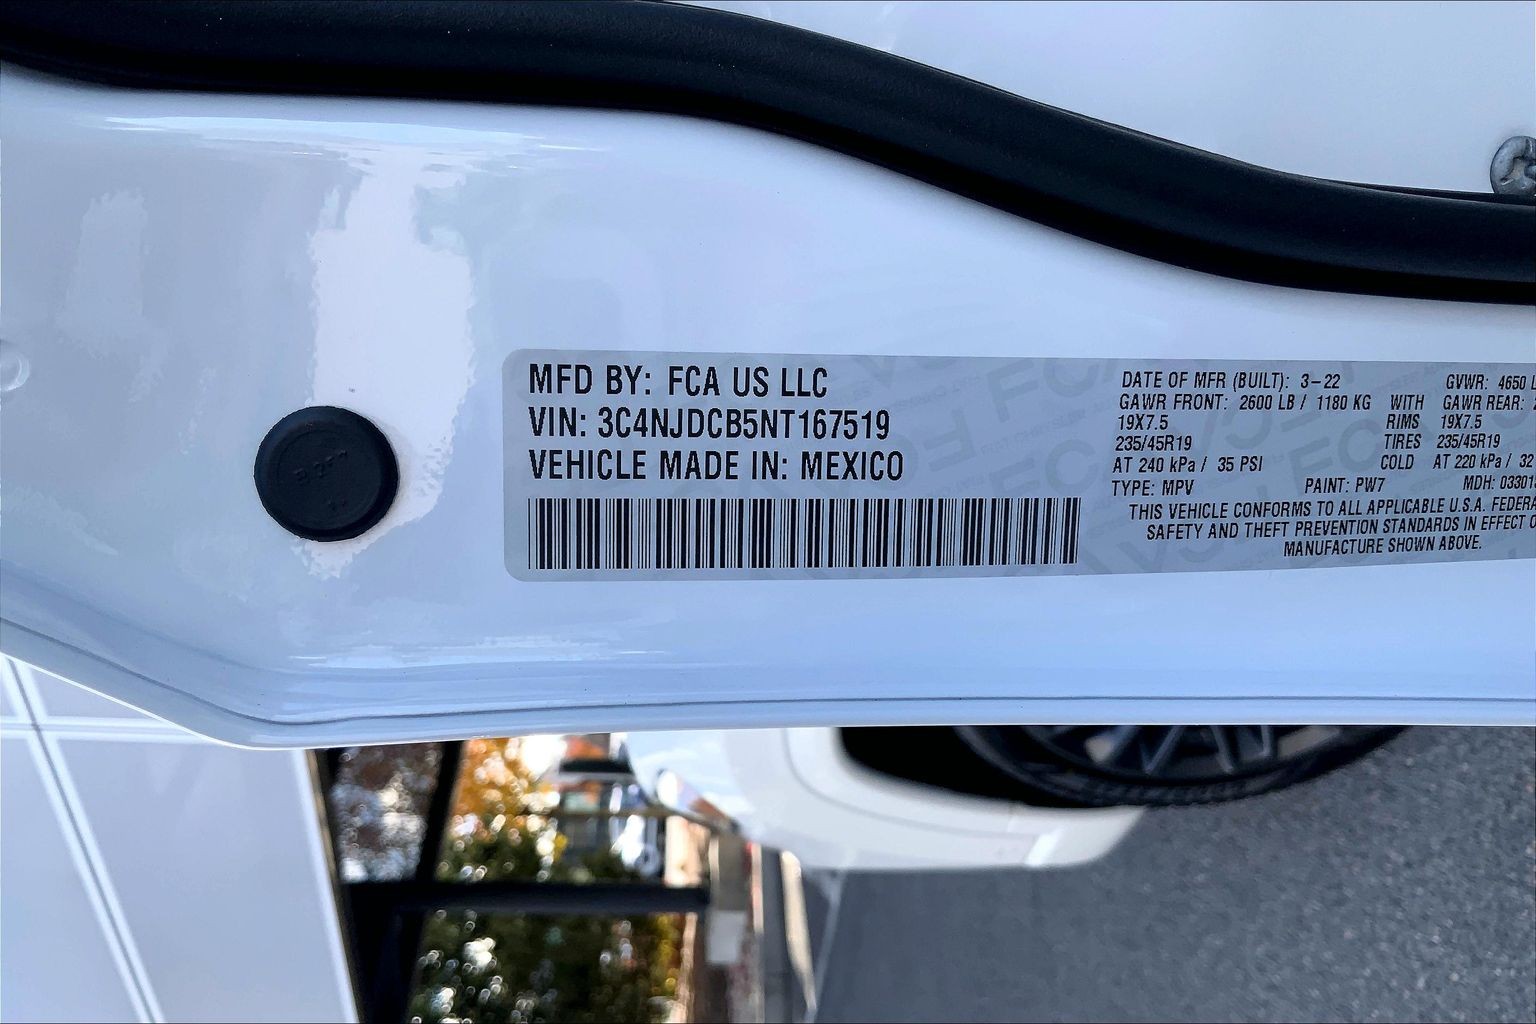 MFD BY: FCA US LLC
VIN: 3C4NJDCB5NT167519
VEHICLE MADE IN: MEXICO
DATE OF MFR (BUILT): 3-22 GVWR: 4650 L
GAWR FRONT: 2600 LB / 1180 KG WITH GAWR REAR:
19X7.5 RIMS 19X7.5
235/45R19 TIRES 235/45R19
AT 240 kPa / 35 PSI COLD AT 220 kPa / 32
TYPE: MPV PAINT: PW7 MDH: 03301
THIS VEHICLE CONFORMS TO ALL APPLICABLE U.S.A. FEDERA
SAFETY AND THEFT PREVENTION STANDARDS IN EFFECT O
MANUFACTURE SHOWN ABOVE.